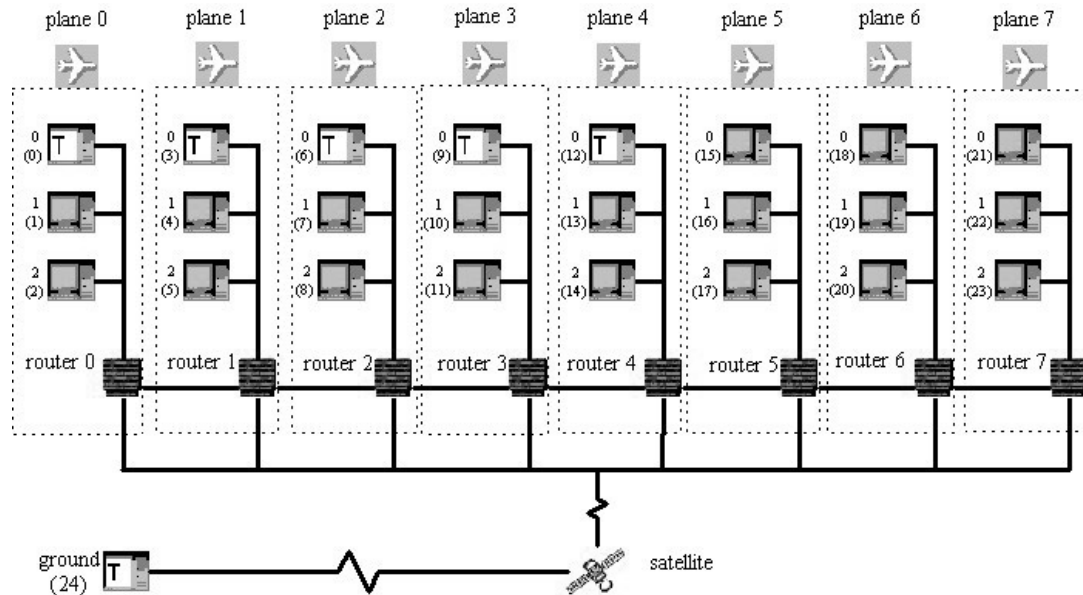 plane 0 plane 1 plane 2 plane 3 plane 4 plane 5 plane 6 plane 7
0 0 0 0 0 0 0 0
(0) T (3) T (6) T (9) T (12) T (15) (18) (21)
1 1 1 1 1 1 1 1
(1) (4) (7) (10) (13) (16) (19) (22)
2 2 2 2 2 2 2 2
(2) (5) (8) (11) (14) (17) (20) (23)
router 0 router 1 router 2 router 3 router 4 router 5 router 6 router 7
ground T satellite
(24)